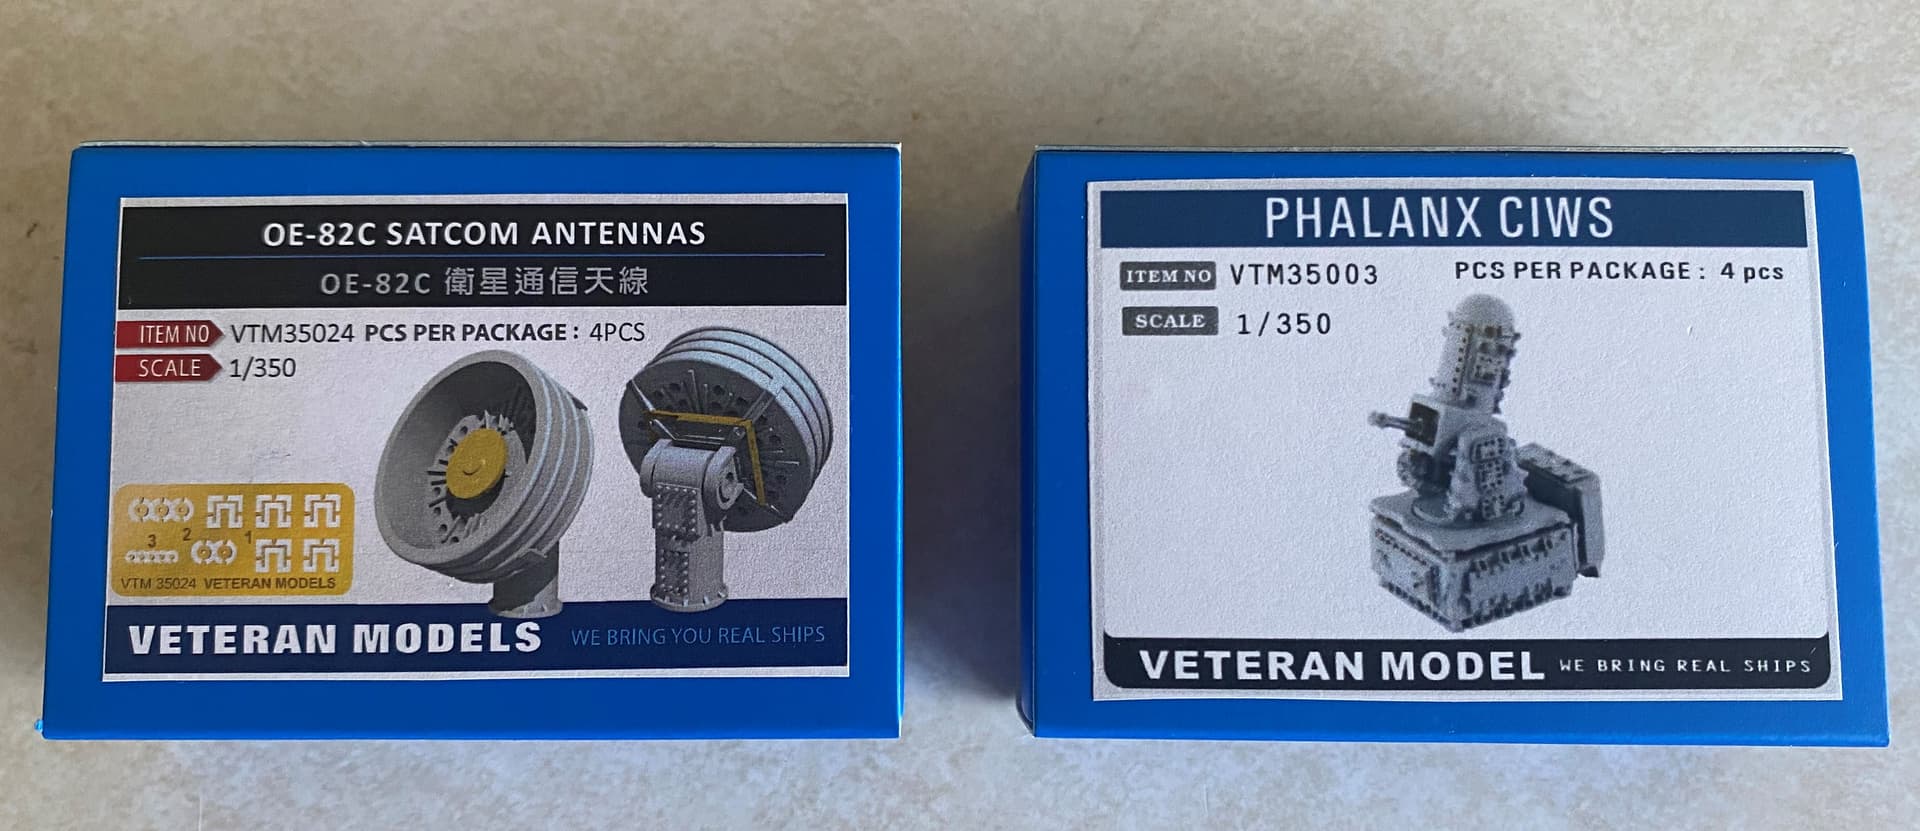 OE-82C SATCOM ANTENNAS
OE-82C 衛星通信天線
ITEM NO VTM35024 PCS PER PACKAGE : 4PCS
SCALE 1/350
3 2 1
VTM 35024 VETERAN MODELS
VETERAN MODELS WE BRING YOU REAL SHIPS
PHALANX CIWS
ITEM NO VTM35003 PCS PER PACKAGE : 4 pcs
SCALE 1/350
VETERAN MODEL WE BRING REAL SHIPS